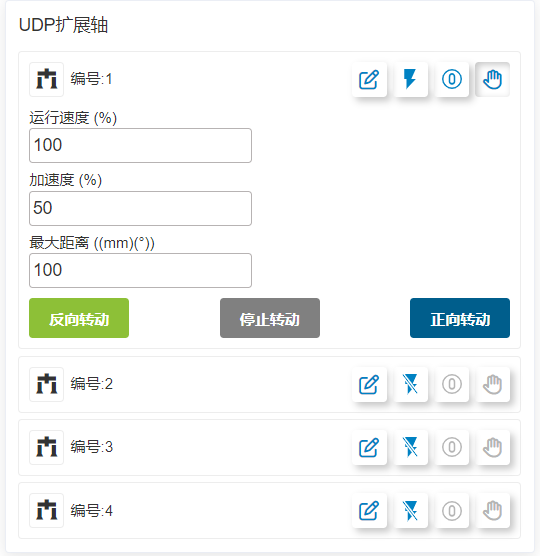 UDP扩展轴
编号:1
运行速度 (%)
100
加速度 (%)
50
最大距离 ((mm)(°))
100
反向转动 停止转动 正向转动
编号:2
编号:3
编号:4